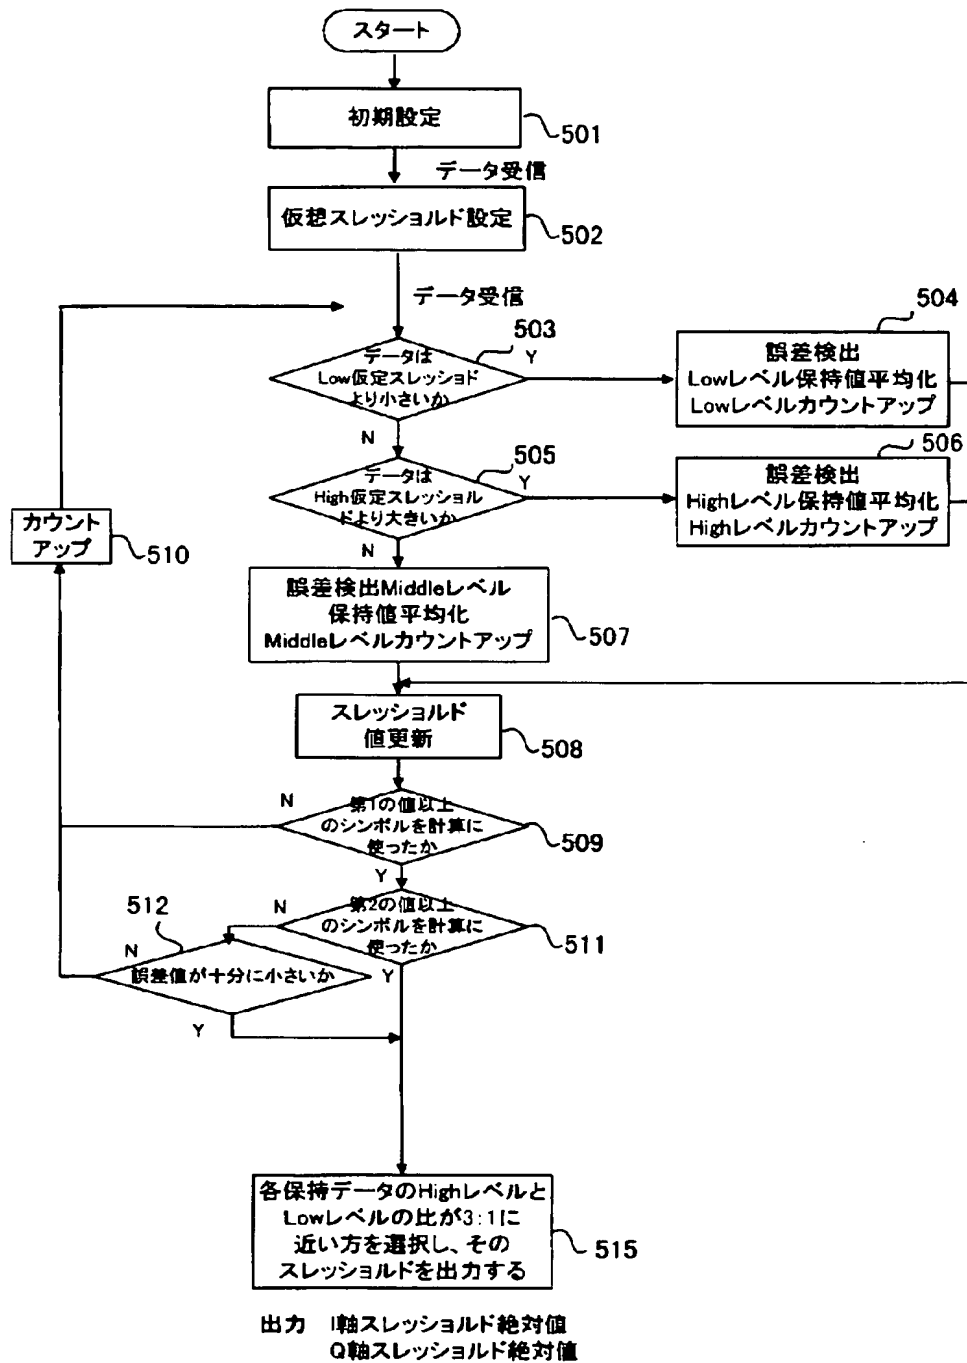 スタート
初期設定
501
データ受信
仮想スレッショルド設定
502
データ受信
503
データは
Low仮定スレッショド
より小さいか
Y
N
504
誤差検出
Lowレベル保持値平均化
Lowレベルカウントアップ
505
データは
High仮定スレッショル
ドより大きいか
Y
N
506
誤差検出
Highレベル保持値平均化
Highレベルカウントアップ
カウント
アップ
510
誤差検出Middleレベル
保持値平均化
Middleレベルカウントアップ
507
スレッショルド
値更新
508
N
第1の値以上
のシンボルを計算に
使ったか
509
Y
512
N
第2の値以上
のシンボルを計算に
使ったか
511
N
誤差値が十分に小さいか
Y
Y
各保持データのHighレベルと
Lowレベルの比が3:1に
近い方を選択し、その
スレッショルドを出力する
515
出力 I軸スレッショルド絶対値
Q軸スレッショルド絶対値